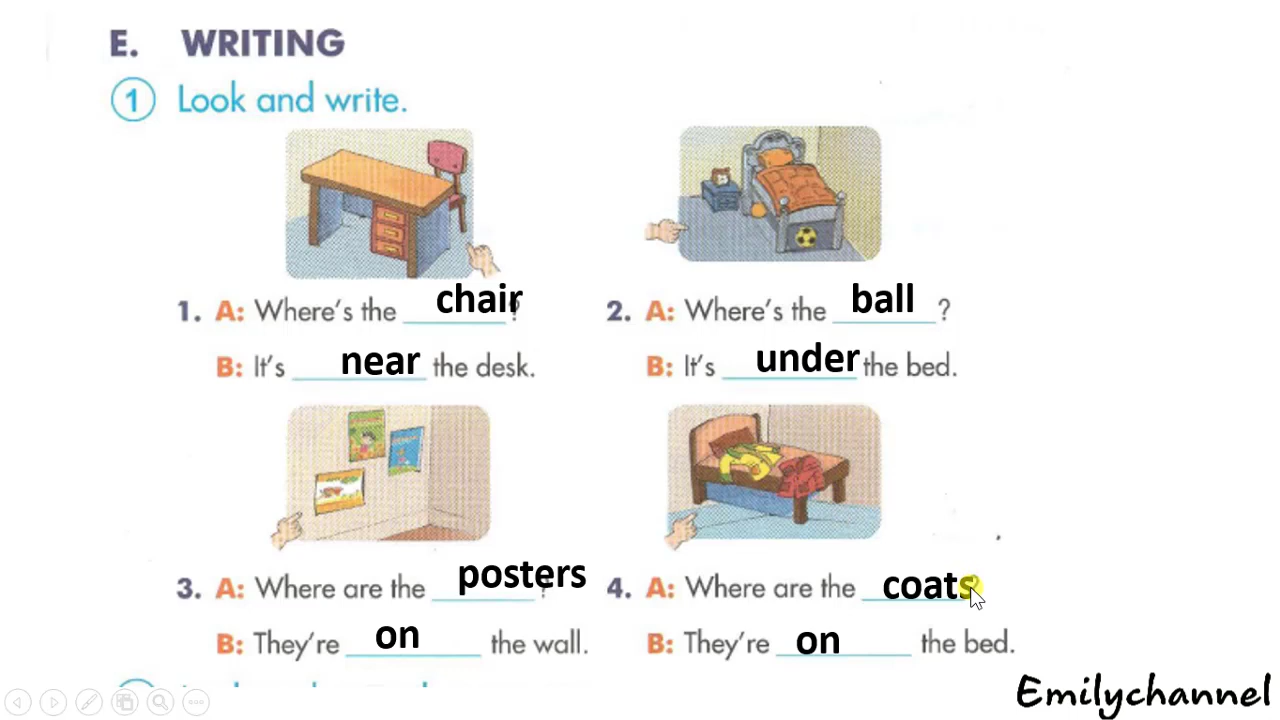 E. WRITING
1 Look and write.
1. A: Where's the chair?
B: It's near the desk.
2. A: Where's the ball?
B: It's under the bed.
3. A: Where are the posters?
B: They're on the wall.
4. A: Where are the coats?
B: They're on the bed.
Emilychannel